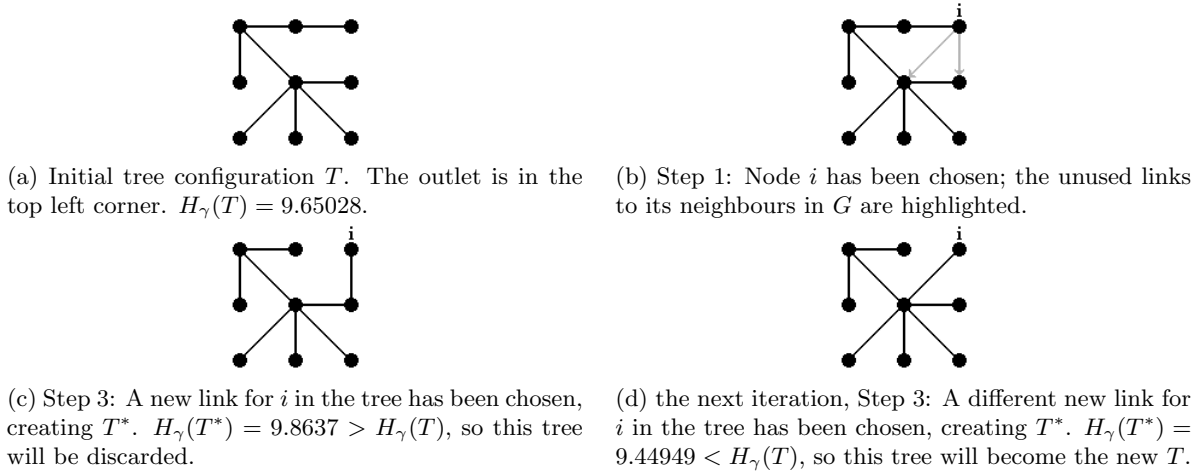 i
(a) Initial tree configuration T. The outlet is in the
top left corner. Hγ(T) = 9.65028.
(b) Step 1: Node i has been chosen; the unused links
to its neighbours in G are highlighted.
i
i
(c) Step 3: A new link for i in the tree has been chosen,
creating T*. Hγ(T*) = 9.8637 > Hγ(T), so this tree
will be discarded.
(d) the next iteration, Step 3: A different new link for
i in the tree has been chosen, creating T*. Hγ(T*) =
9.44949 < Hγ(T), so this tree will become the new T.